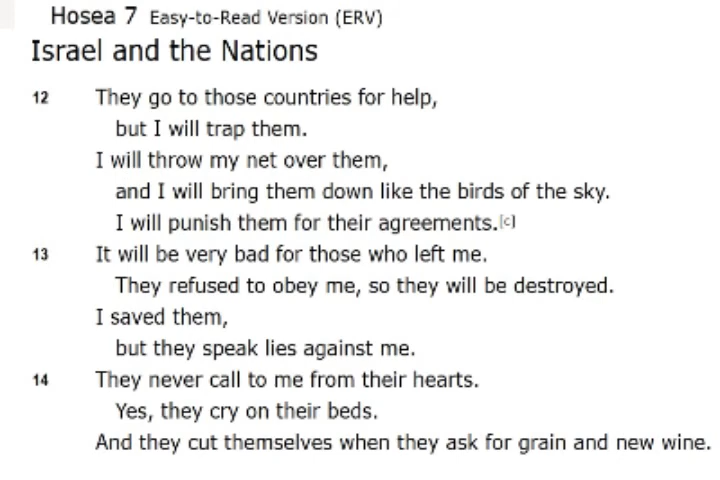 Hosea 7 Easy-to-Read Version (ERV)
Israel and the Nations
12 They go to those countries for help,
but I will trap them.
I will throw my net over them,
and I will bring them down like the birds of the sky.
I will punish them for their agreements.[c]
13 It will be very bad for those who left me.
They refused to obey me, so they will be destroyed.
I saved them,
but they speak lies against me.
14 They never call to me from their hearts.
Yes, they cry on their beds.
And they cut themselves when they ask for grain and new wine.